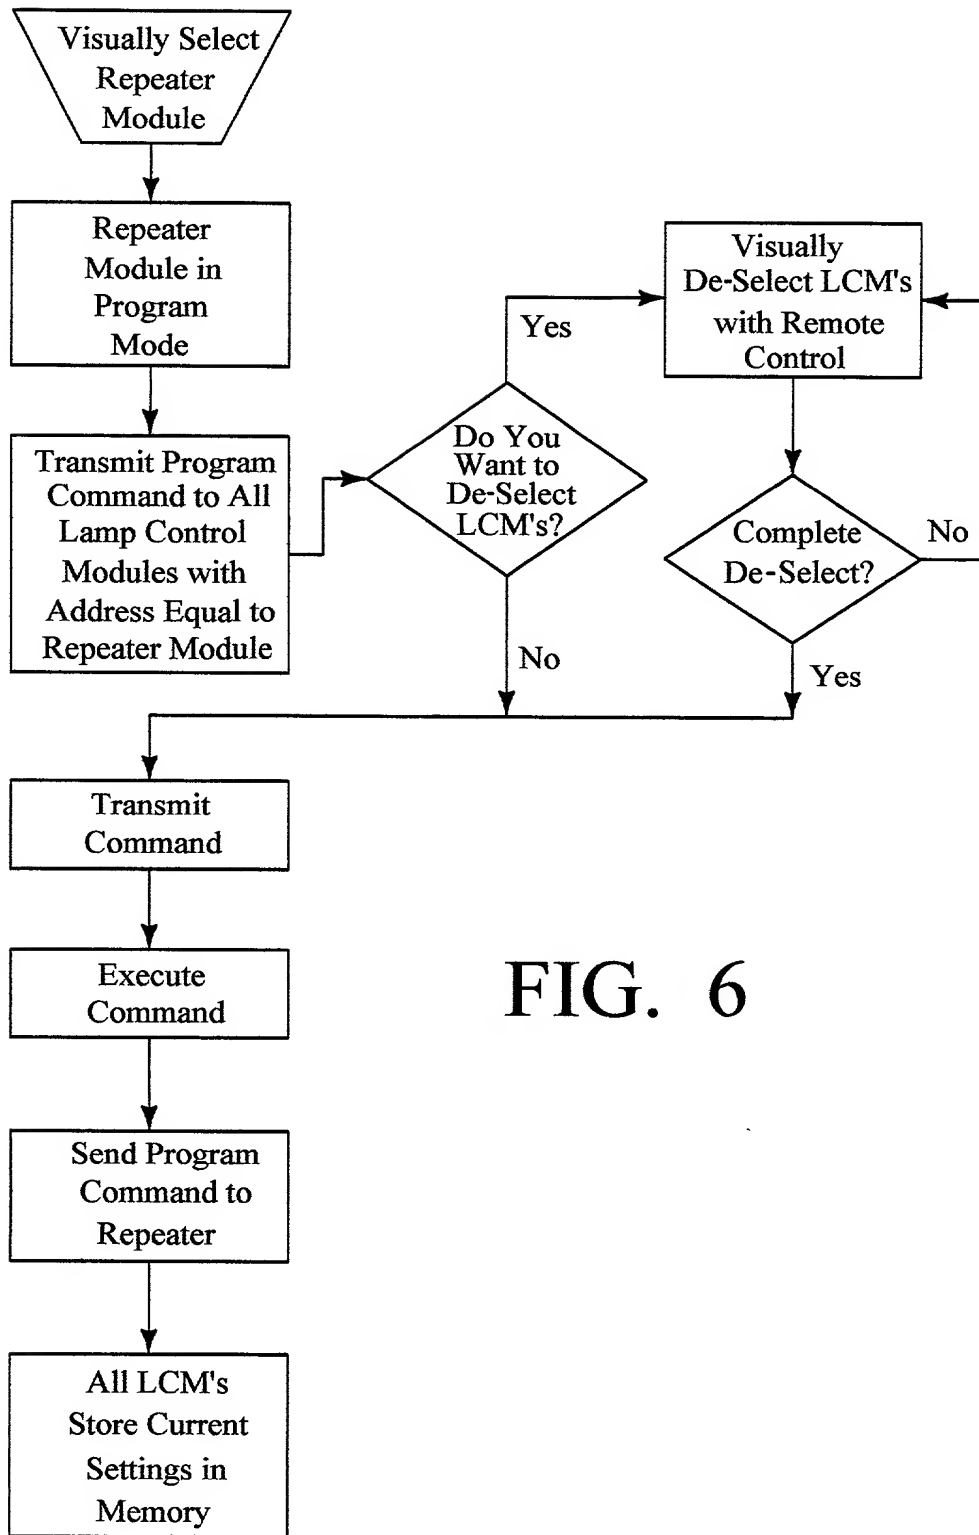 Visually Select
Repeater
Module
Repeater
Module in
Program
Mode
Transmit Program
Command to All
Lamp Control
Modules with
Address Equal to
Repeater Module
Do You
Want to
De-Select
LCM's?
Yes
No
Visually
De-Select LCM's
with Remote
Control
Complete
De-Select?
No
Yes
Transmit
Command
Execute
Command
Send Program
Command to
Repeater
All LCM's
Store Current
Settings in
Memory
FIG. 6